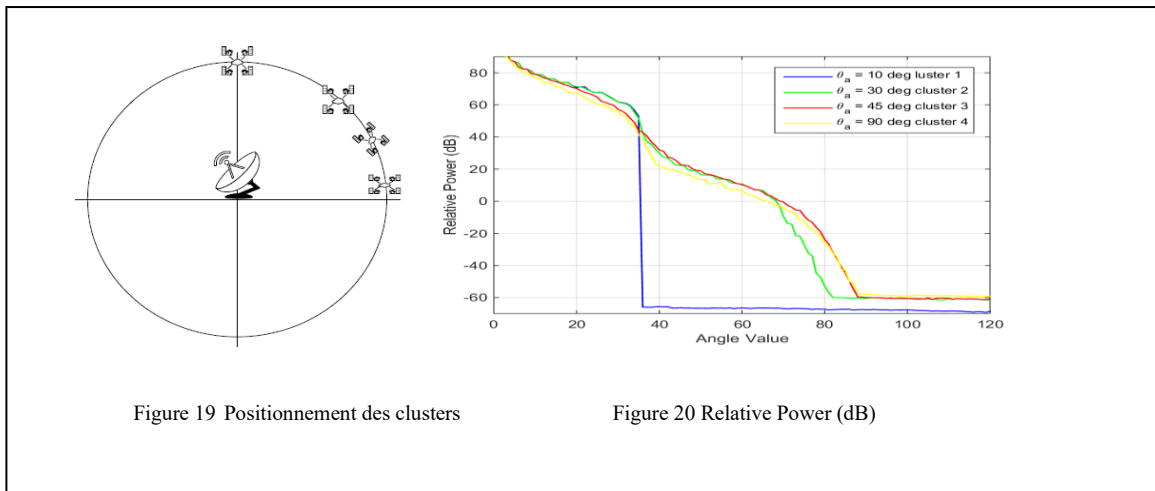 80
60
40
20
0
-20
-40
-60
0 20 40 60 80 100 120
Relative Power (dB)
Angle Value
θa = 10 deg luster 1
θa = 30 deg cluster 2
θa = 45 deg cluster 3
θa = 90 deg cluster 4
Figure 19 Positionnement des clusters
Figure 20 Relative Power (dB)